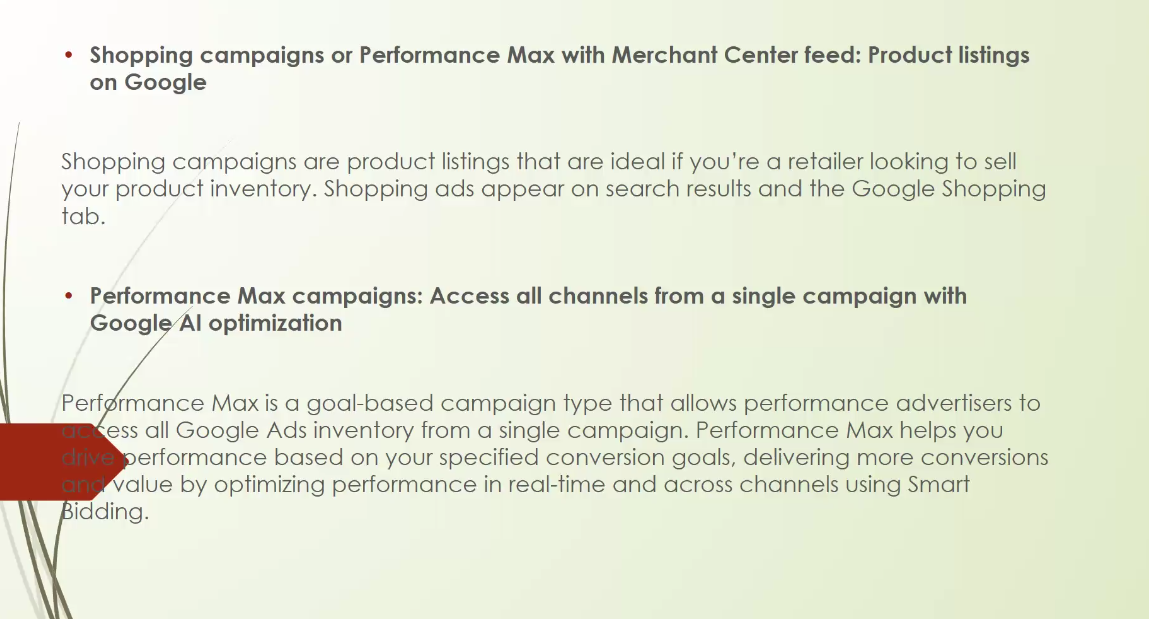 • Shopping campaigns or Performance Max with Merchant Center feed: Product listings
on Google
Shopping campaigns are product listings that are ideal if you’re a retailer looking to sell
your product inventory. Shopping ads appear on search results and the Google Shopping
tab.
• Performance Max campaigns: Access all channels from a single campaign with
Google AI optimization
Performance Max is a goal-based campaign type that allows performance advertisers to
access all Google Ads inventory from a single campaign. Performance Max helps you
drive performance based on your specified conversion goals, delivering more conversions
and value by optimizing performance in real-time and across channels using Smart
Bidding.